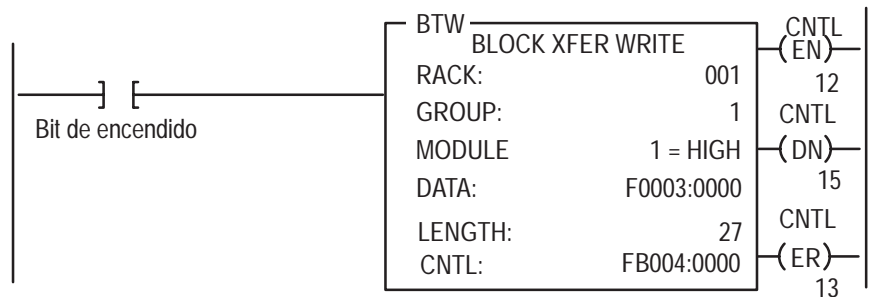 BTW
BLOCK XFER WRITE
RACK: 001
GROUP: 1
MODULE 1 = HIGH
DATA: F0003:0000
LENGTH: 27
CNTL: FB004:0000
Bit de encendido
CNTL
(EN)
12
CNTL
(DN)
15
CNTL
(ER)
13